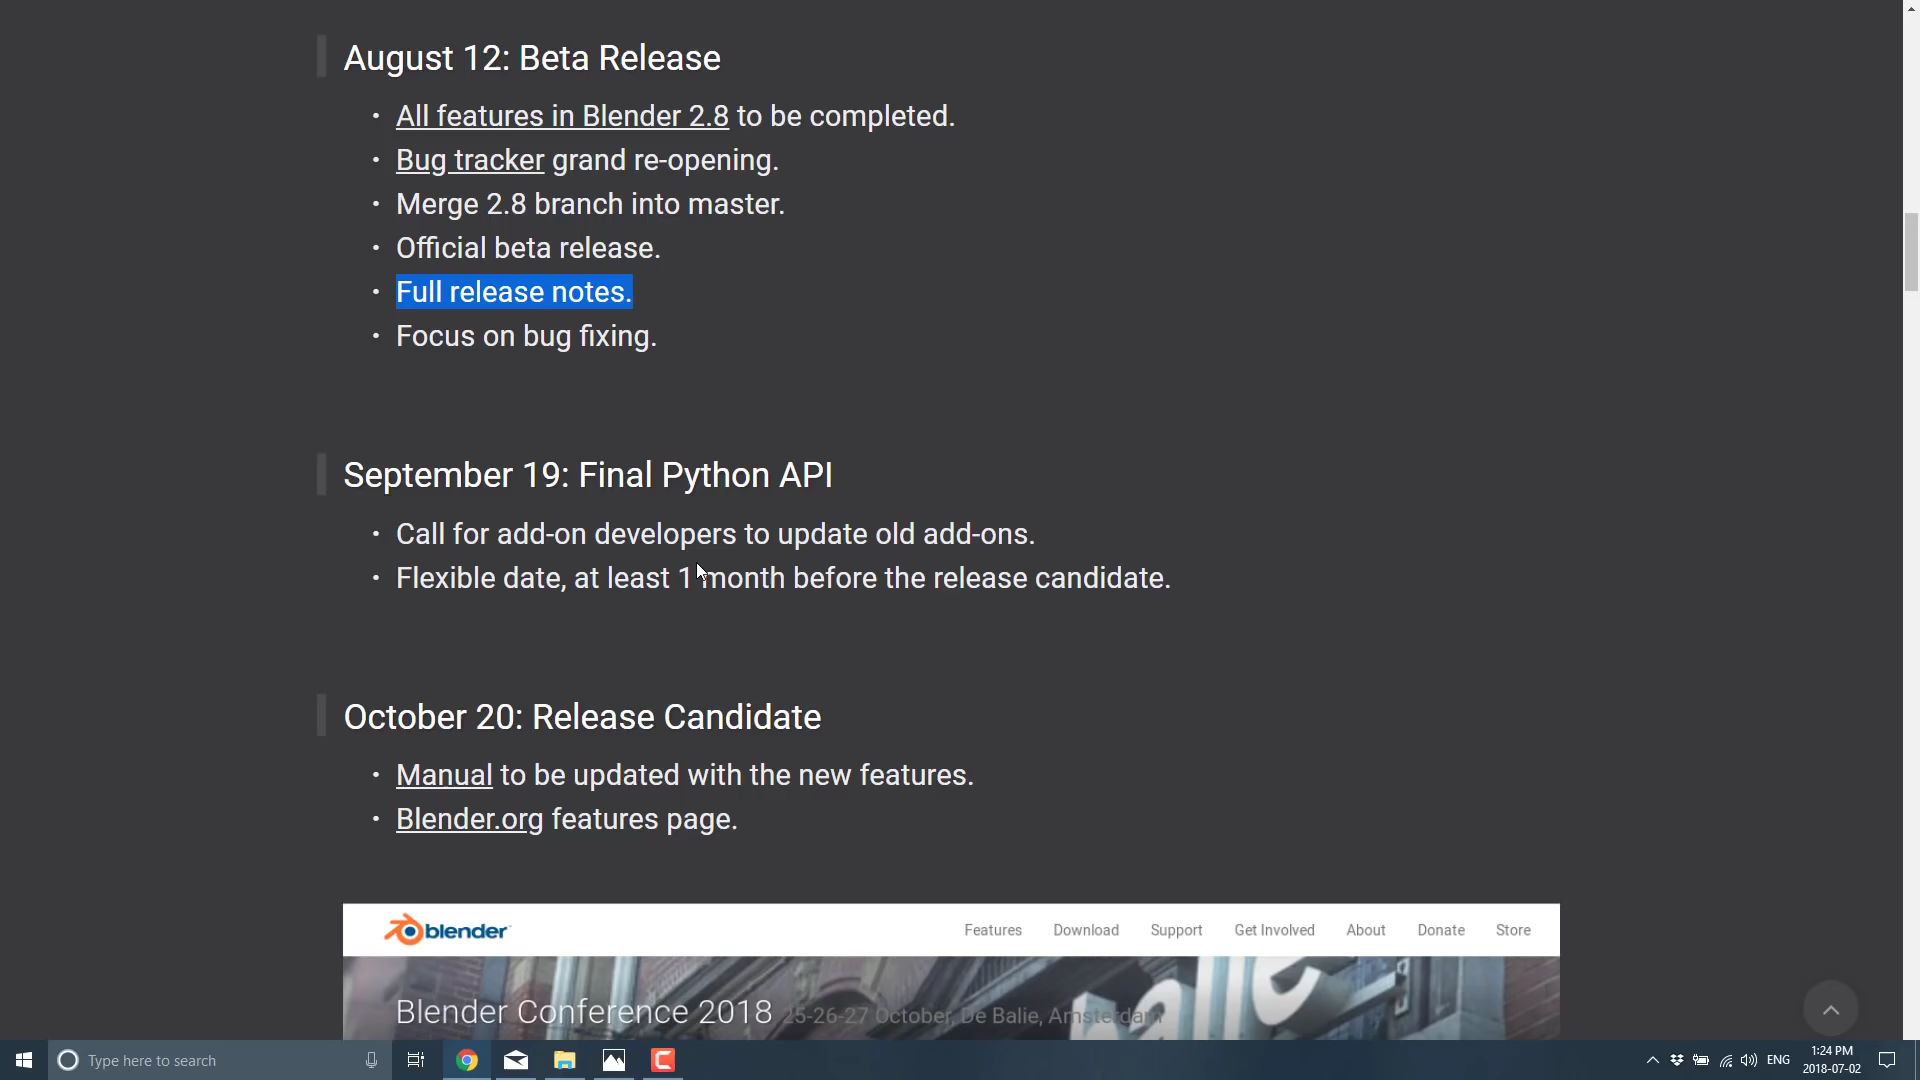 August 12: Beta Release
• All features in Blender 2.8 to be completed.
• Bug tracker grand re-opening.
• Merge 2.8 branch into master.
• Official beta release.
• Full release notes.
• Focus on bug fixing.
September 19: Final Python API
• Call for add-on developers to update old add-ons.
• Flexible date, at least 1 month before the release candidate.
October 20: Release Candidate
• Manual to be updated with the new features.
• Blender.org features page.
blender Features Download Support Get Involved About Donate Store
Blender Conference 2018 25-26-27 October, De Balie, Amsterdam
alie
Type here to search
ENG
1:24 PM
2018-07-02